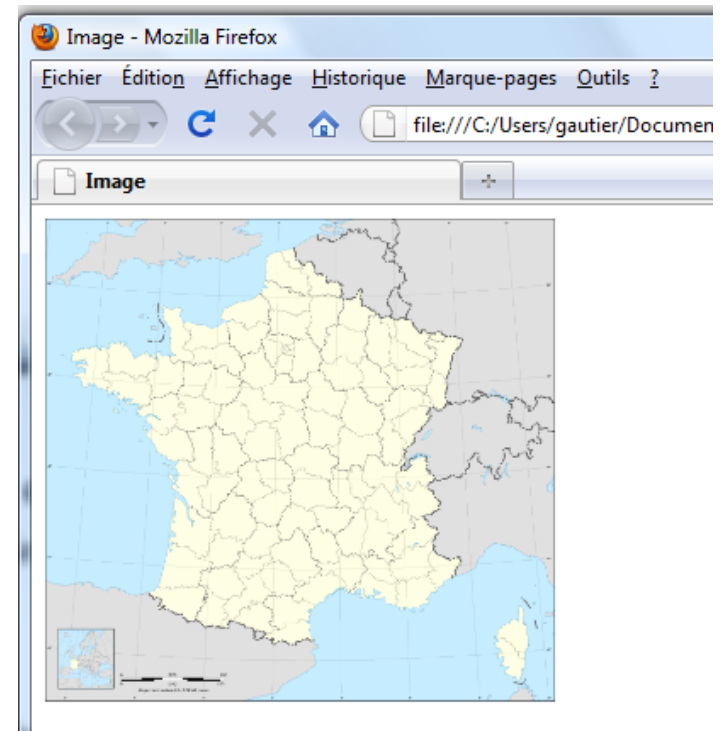 Image - Mozilla Firefox
Fichier Édition Affichage Historique Marque-pages Outils ?
file:///C:/Users/gautier/Documen
Image